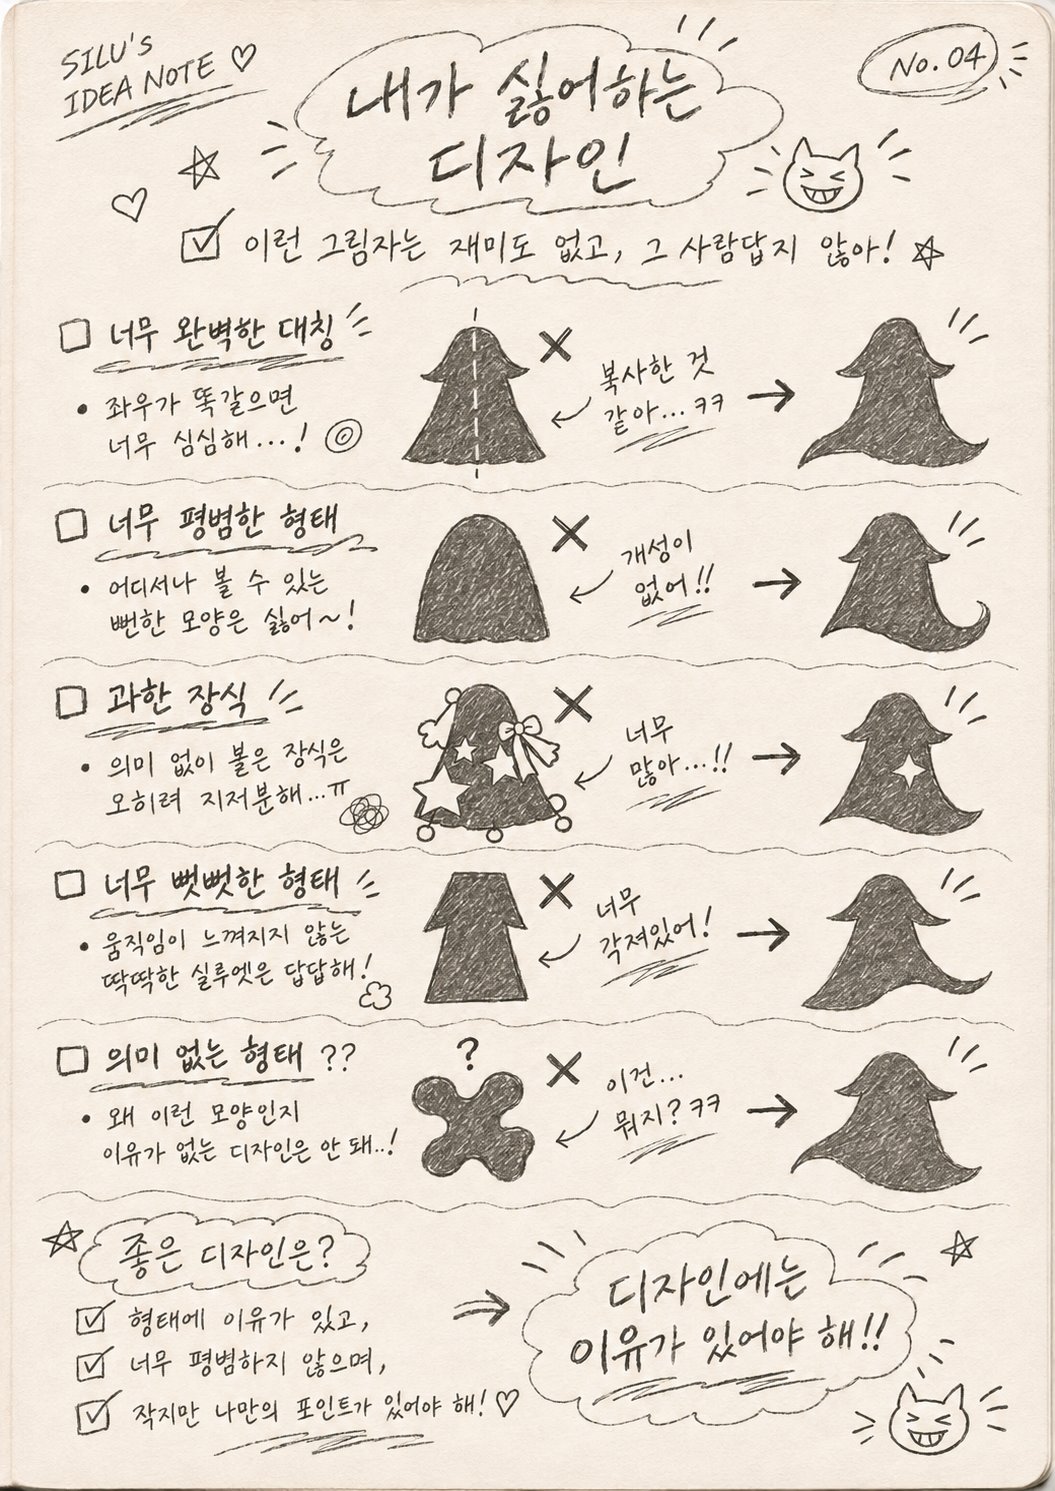 SILU'S
IDEA NOTE ♡
No. 04
내가 싫어하는
디자인
이런 그림자는 재미도 없고, 그 사람답지 않아!
너무 완벽한 대칭
• 좌우가 똑같으면
너무 심심해...!
복사한 것
같아... ㅋㅋ
너무 평범한 형태
• 어디서나 볼 수 있는
뻔한 모양은 싫어~!
개성이
없어!!
과한 장식
• 의미 없이 붙은 장식은
오히려 지저분해...ㅠ
너무
많아...!!
너무 뻣뻣한 형태
• 움직임이 느껴지지 않는
딱딱한 실루엣은 답답해!
너무
각져있어!
의미 없는 형태 ??
• 왜 이런 모양인지
이유가 없는 디자인은 안 돼..!
?
이건...
뭐지? ㅋㅋ
좋은 디자인은?
형태에 이유가 있고,
너무 평범하지 않으며,
작지만 나만의 포인트가 있어야 해! ♡
디자인에는
이유가 있어야 해!!